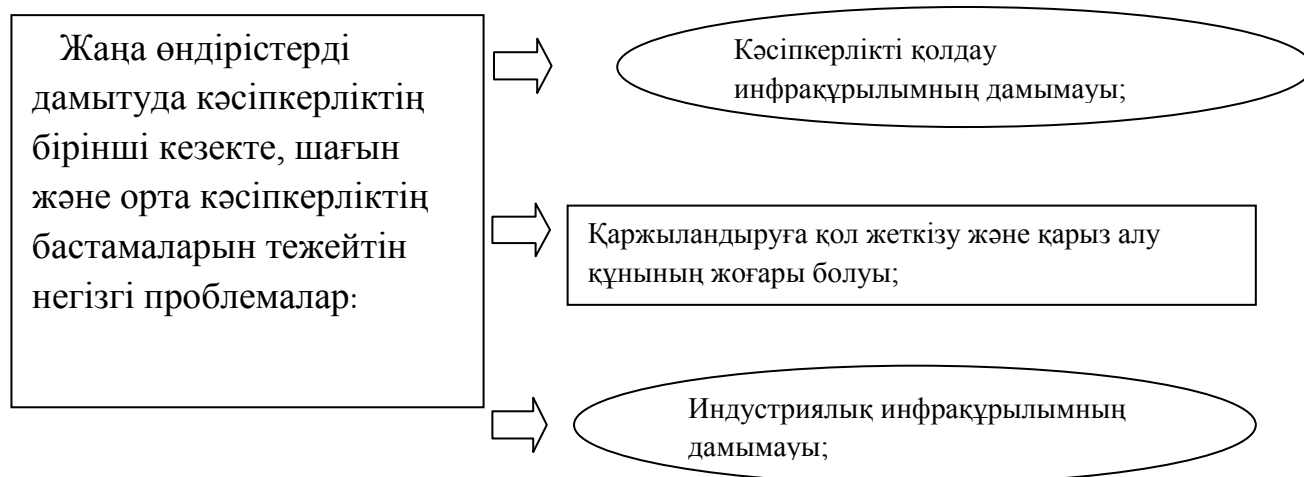 Жаңа өндірістерді
дамытуда кәсіпкерліктің
бірінші кезекте, шағын
және орта кәсіпкерліктің
бастамаларын тежейтін
негізгі проблемалар:
Кәсіпкерлікті қолдау
инфрақұрылымның дамымауы;
Қаржыландыруға қол жеткізу және қарыз алу
құнының жоғары болуы;
Индустриялық инфрақұрылымның
дамымауы;